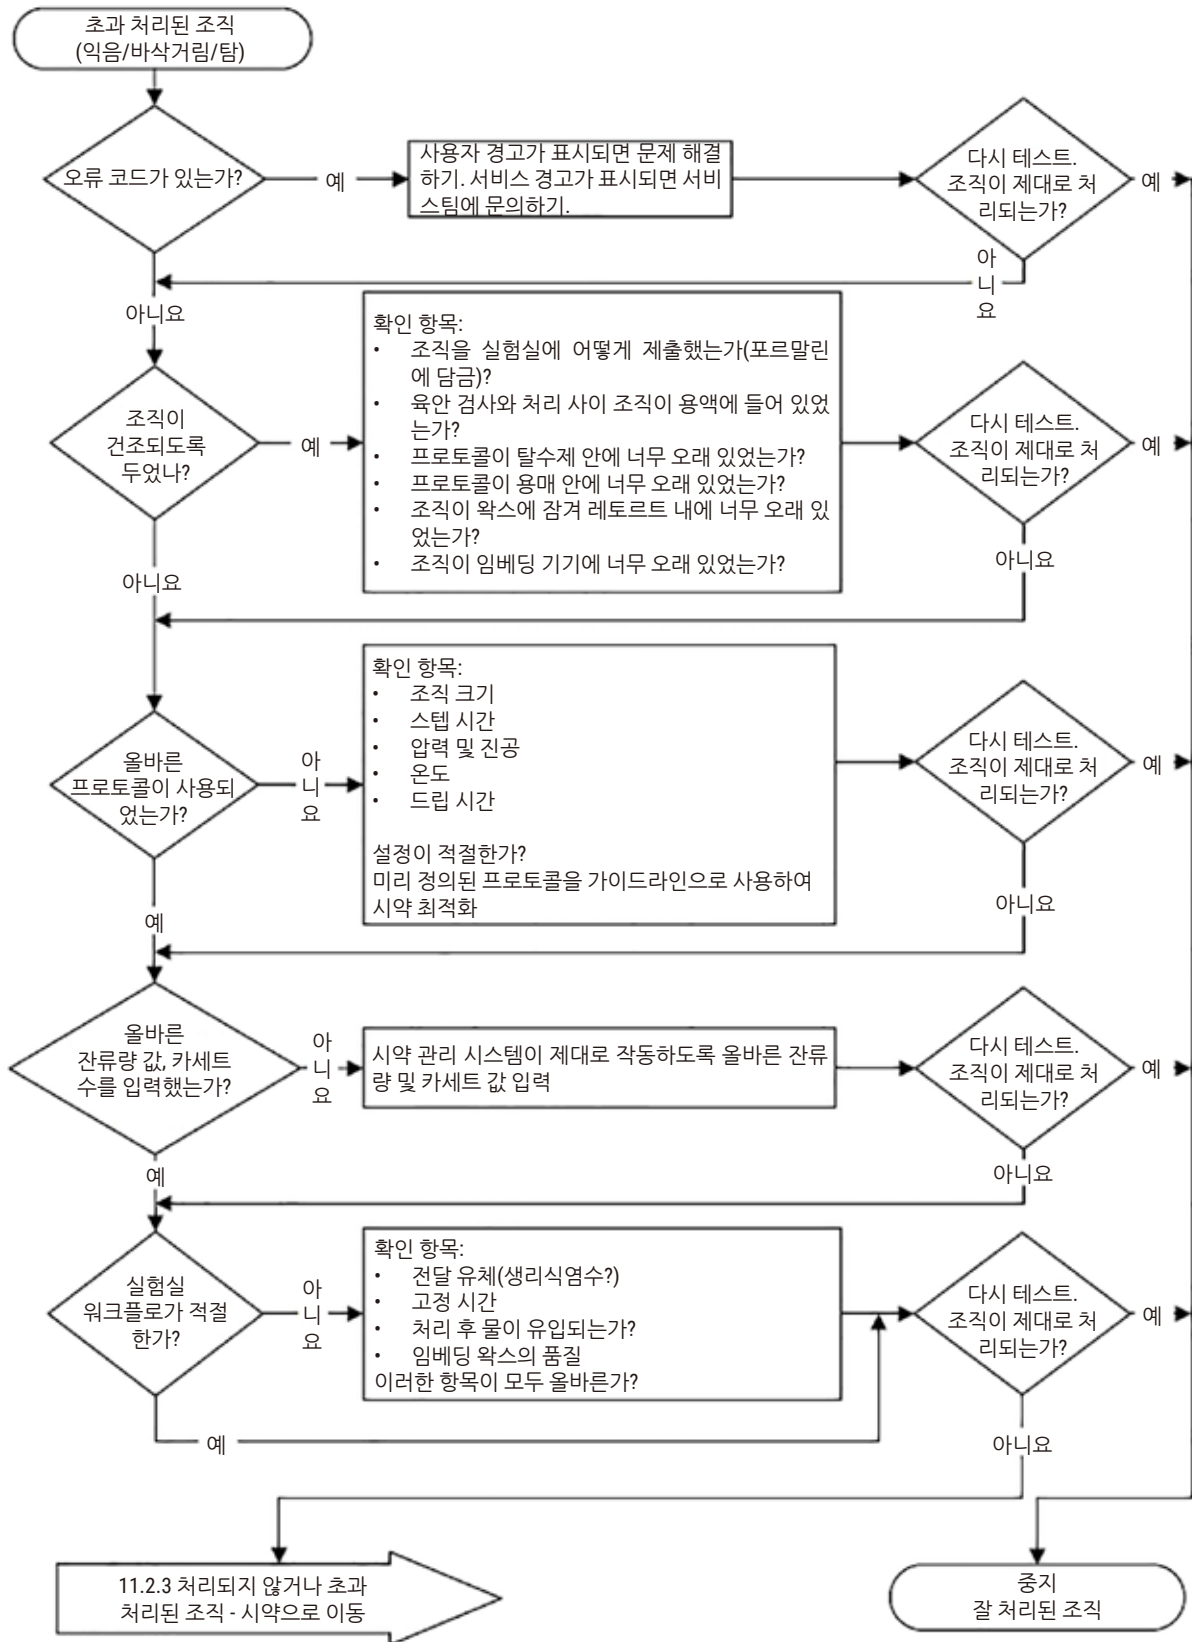 초과 처리된 조직
(익음/바삭거림/탐)
오류 코드가 있는가?
예
사용자 경고가 표시되면 문제 해결
하기. 서비스 경고가 표시되면 서비
스팀에 문의하기.
다시 테스트.
조직이 제대로 처
리되는가?
예
아
니
요
아니요
조직이
건조되도록
두었나?
예
확인 항목:
• 조직을 실험실에 어떻게 제출했는가(포르말린
에 담금)?
• 육안 검사와 처리 사이 조직이 용액에 들어 있었
는가?
• 프로토콜이 탈수제 안에 너무 오래 있었는가?
• 프로토콜이 용매 안에 너무 오래 있었는가?
• 조직이 왁스에 잠겨 레토르트 내에 너무 오래 있
었는가?
• 조직이 임베딩 기기에 너무 오래 있었는가?
다시 테스트.
조직이 제대로 처
리되는가?
예
아니요
아니요
올바른
프로토콜이 사용되
었는가?
아
니
요
확인 항목:
• 조직 크기
• 스텝 시간
• 압력 및 진공
• 온도
• 드립 시간
설정이 적절한가?
미리 정의된 프로토콜을 가이드라인으로 사용하여
시약 최적화
다시 테스트.
조직이 제대로 처
리되는가?
예
아니요
예
올바른
잔류량 값, 카세트
수를 입력했는가?
아
니
요
시약 관리 시스템이 제대로 작동하도록 올바른 잔류
량 및 카세트 값 입력
다시 테스트.
조직이 제대로 처
리되는가?
예
아니요
예
실험실
워크플로가 적절
한가?
아
니
요
확인 항목:
• 전달 유체(생리식염수?)
• 고정 시간
• 처리 후 물이 유입되는가?
• 임베딩 왁스의 품질
이러한 항목이 모두 올바른가?
다시 테스트.
조직이 제대로 처
리되는가?
예
예
아니요
11.2.3 처리되지 않거나 초과
처리된 조직 - 시약으로 이동
중지
잘 처리된 조직